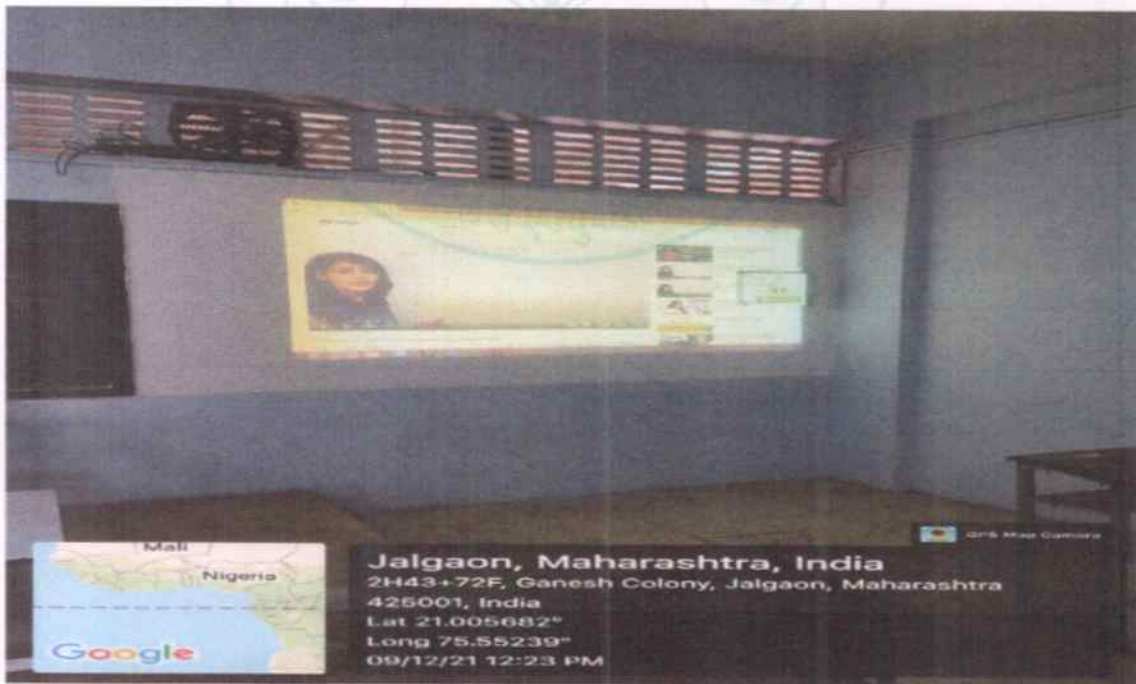 GPS Map Camera
Mali
Nigeria
Google
Jalgaon, Maharashtra, India
2H43+72F, Ganesh Colony, Jalgaon, Maharashtra
425001, India
Lat 21.005682°
Long 75.55239°
09/12/21 12:23 PM